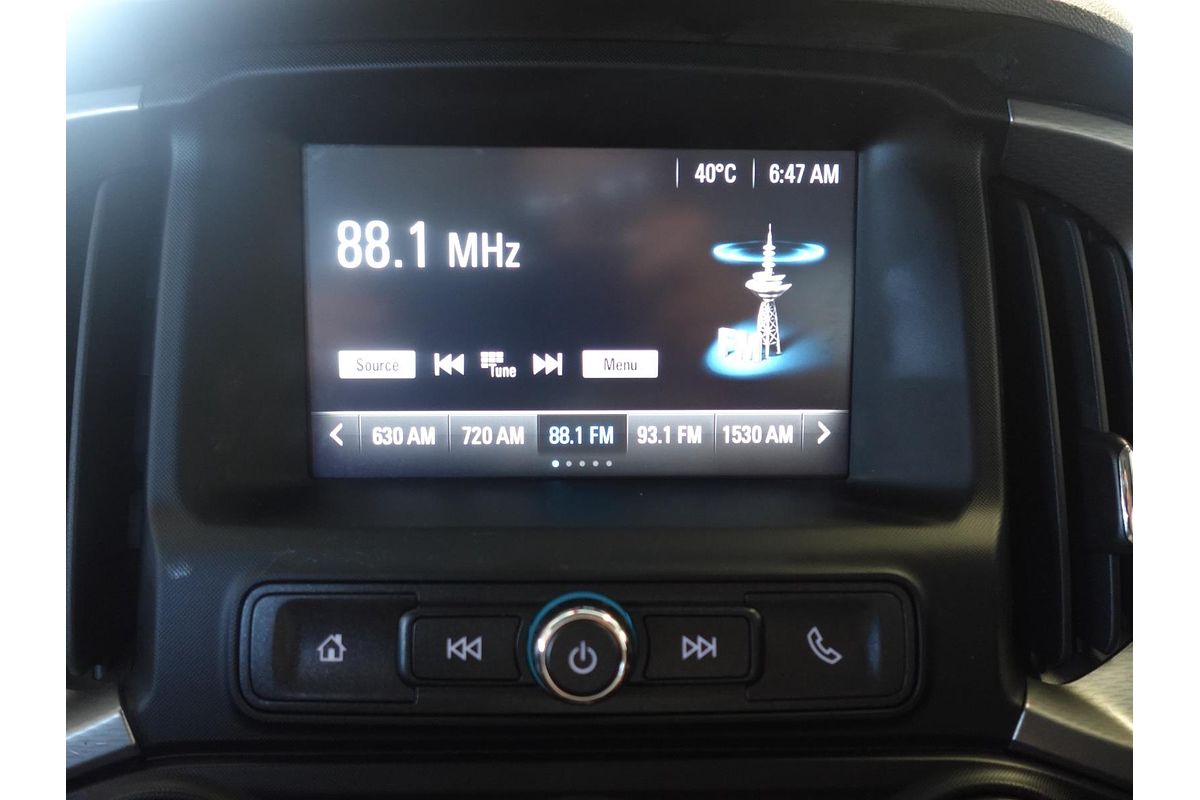 40°C 6:47 AM
88.1 MHz
FM
Source Tune Menu
630 AM 720 AM 88.1 FM 93.1 FM 1530 AM